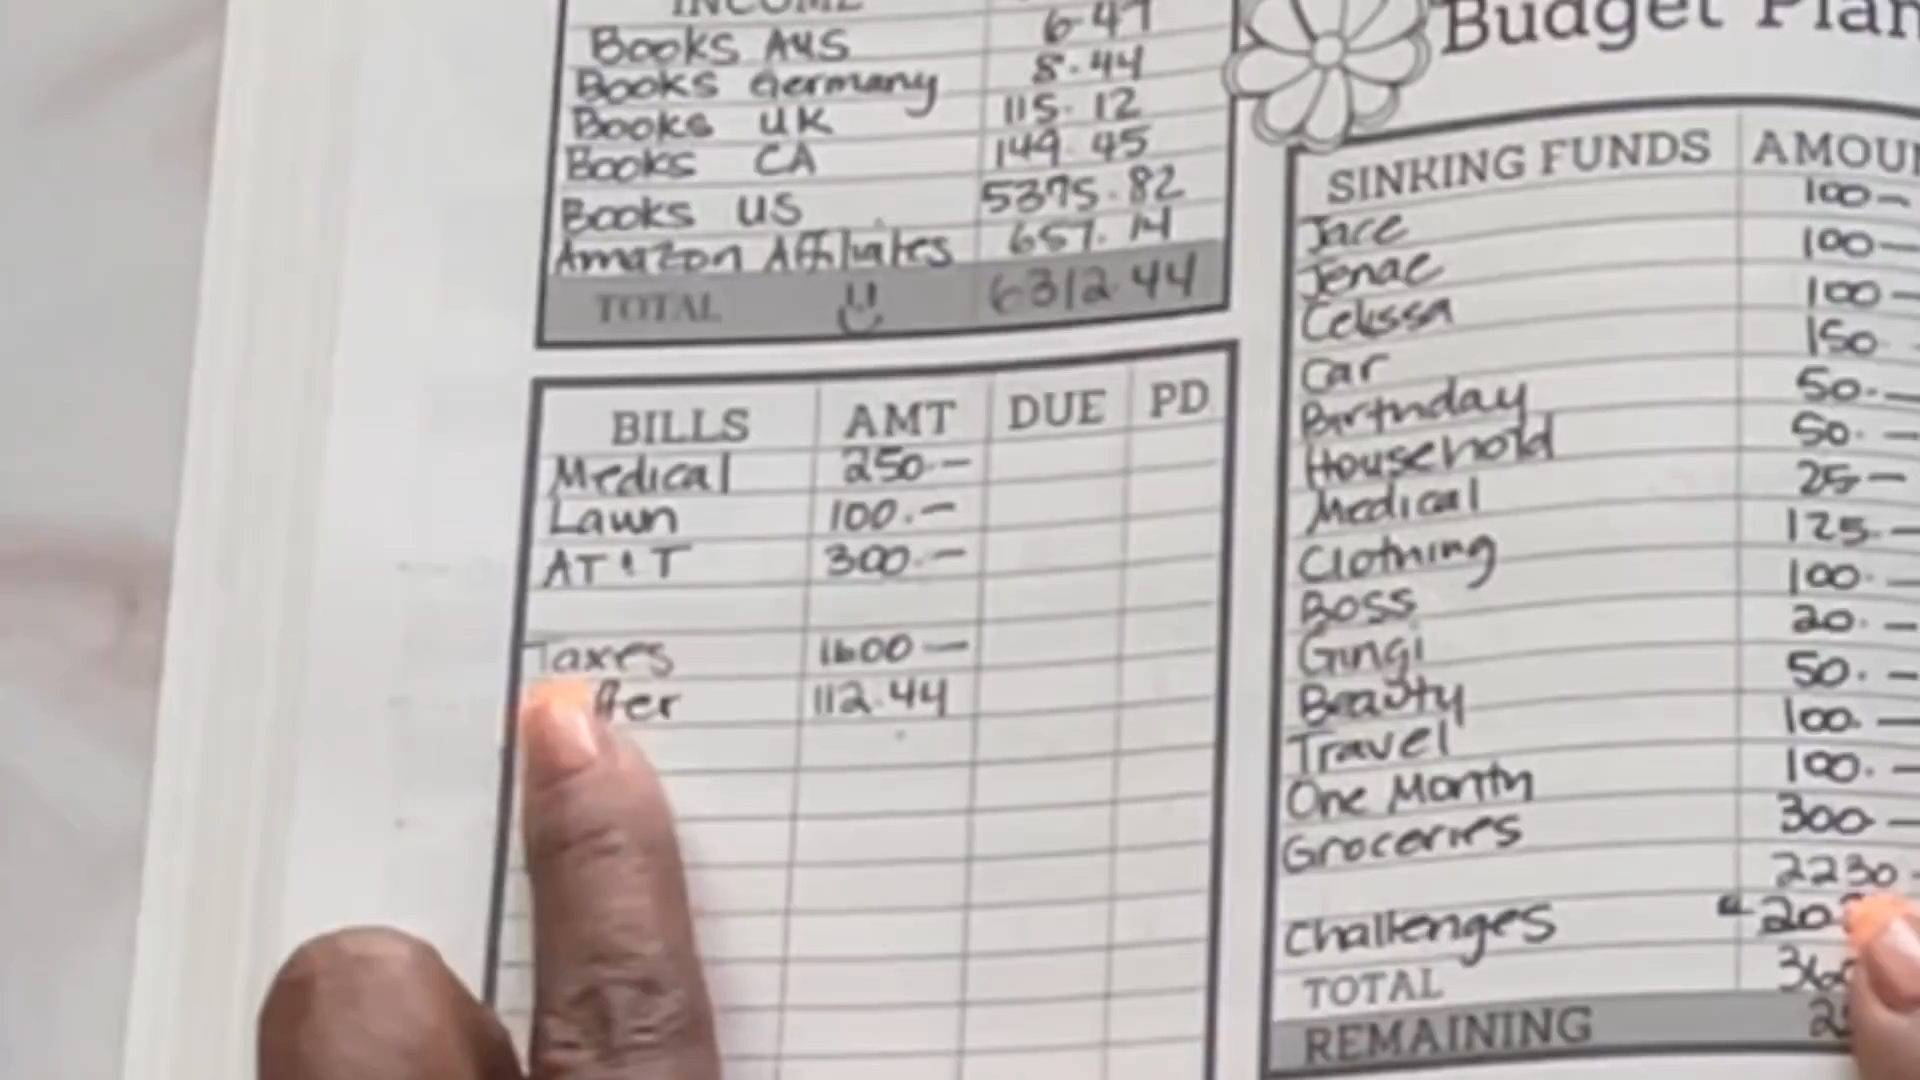 INCOME
Books AUS 6.47
Books Germany 8.44
Books UK 115.12
Books CA 149.45
Books US 5375.82
Amazon Affiliates 657.14
TOTAL 6312.44
BILLS AMT DUE PD
Medical 250.—
Lawn 100.—
AT&T 300.—
Taxes 1600—
112.44
Budget
SINKING FUNDS
Jace 100—
Jenae 100—
Celissa 100—
Car 150
Birthday 50.—
Household 50.—
Medical 25—
Clothing 125.—
Boss 100.—
Gingi 20.—
Beauty 50.—
Travel 100.—
One Month 100.—
Groceries 300—
2230
Challenges
TOTAL
REMAINING